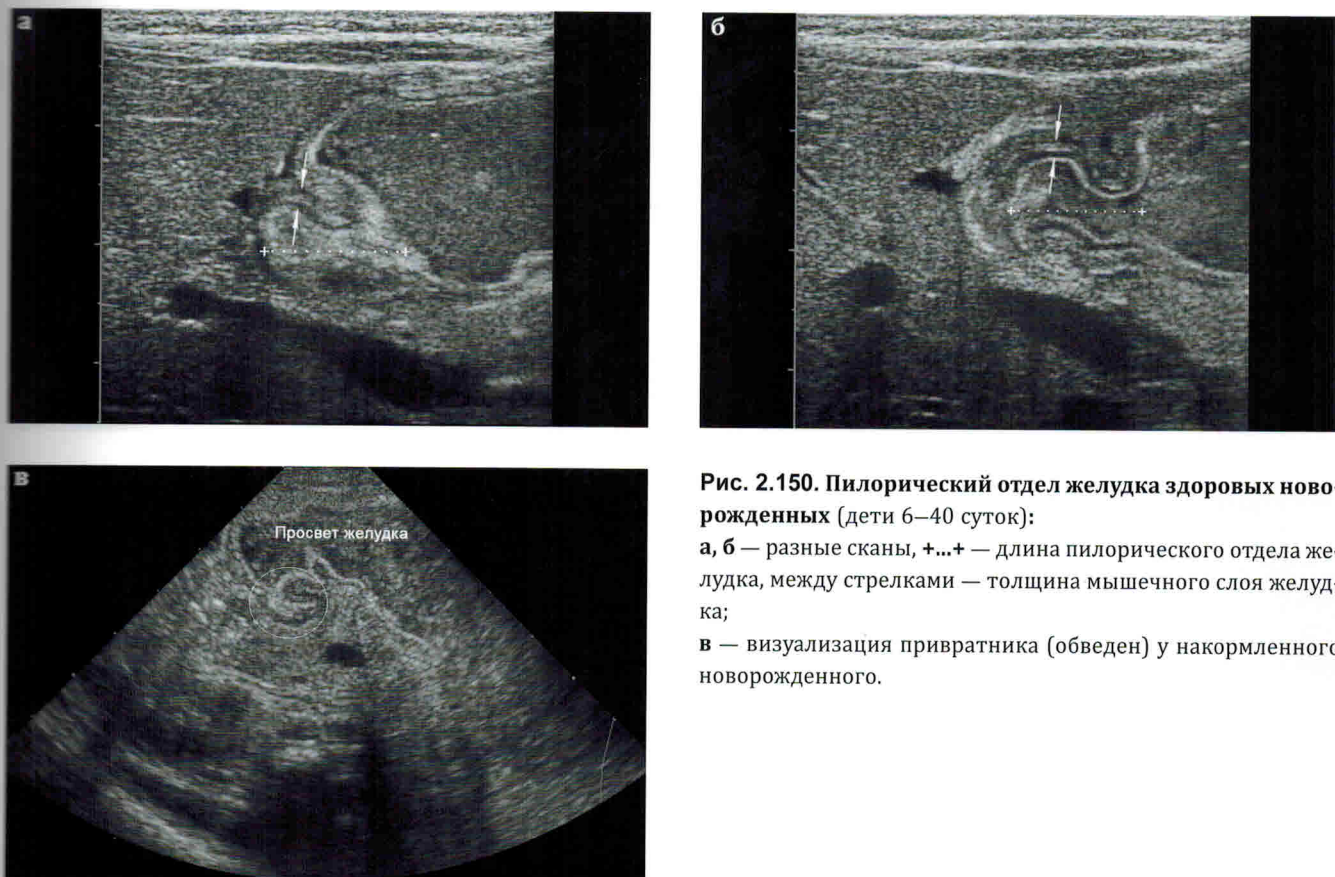 а
б
в
Просвет желудка
Рис. 2.150. Пилорический отдел желудка здоровых ново-
рожденных (дети 6–40 суток):
а, б — разные сканы, +...+ — длина пилорического отдела же-
лудка, между стрелками — толщина мышечного слоя желуд-
ка;
в — визуализация привратника (обведен) у накормленного
новорожденного.